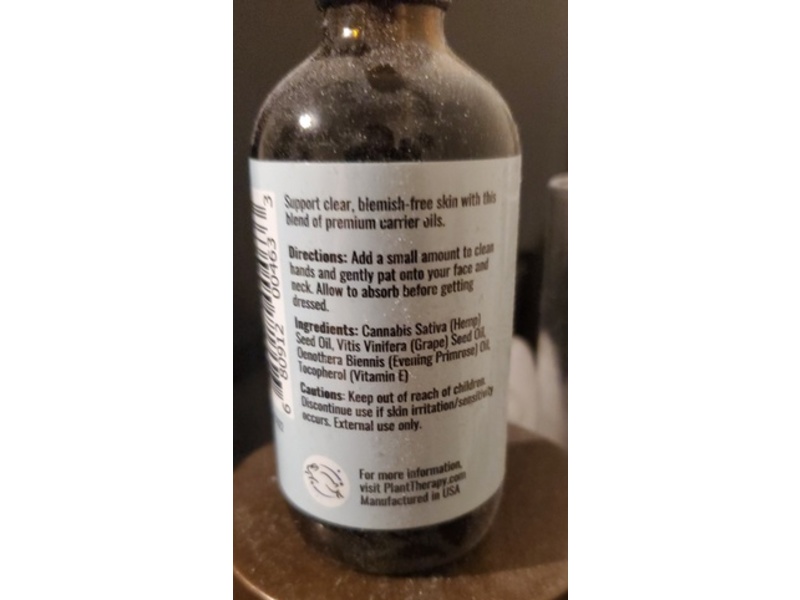 Support clear, blemish-free skin with this
blend of premium carrier oils.
Directions: Add a small amount to clean
hands and gently pat onto your face and
neck. Allow to absorb before getting
dressed.
Ingredients: Cannabis Sativa (Hemp)
Seed Oil, Vitis Vinifera (Grape) Seed Oil,
Oenothera Biennis (Evening Primrose) Oil,
Tocopherol (Vitamin E)
Cautions: Keep out of reach of children.
Discontinue use if skin irritation/sensitivity
occurs. External use only.
For more information,
visit PlantTherapy.com
Manufactured in USA
6 80912 00463 3